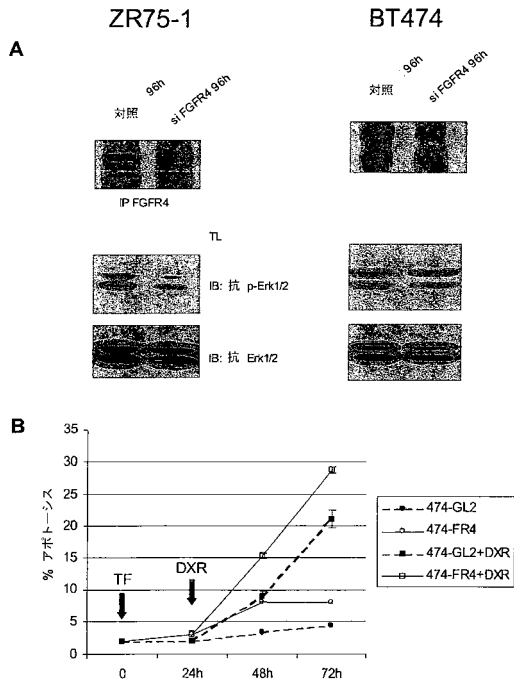 ZR75-1
BT474
A
対照 96h
si FGFR4 96h
対照 96h
si FGFR4 96h
IP FGFR4
TL
IB: 抗 p-Erk1/2
IB: 抗 Erk1/2
B
% アポトーシス
35
30
25
20
15
10
5
0
TF
DXR
0
24h
48h
72h
474-GL2
474-FR4
474-GL2+DXR
474-FR4+DXR